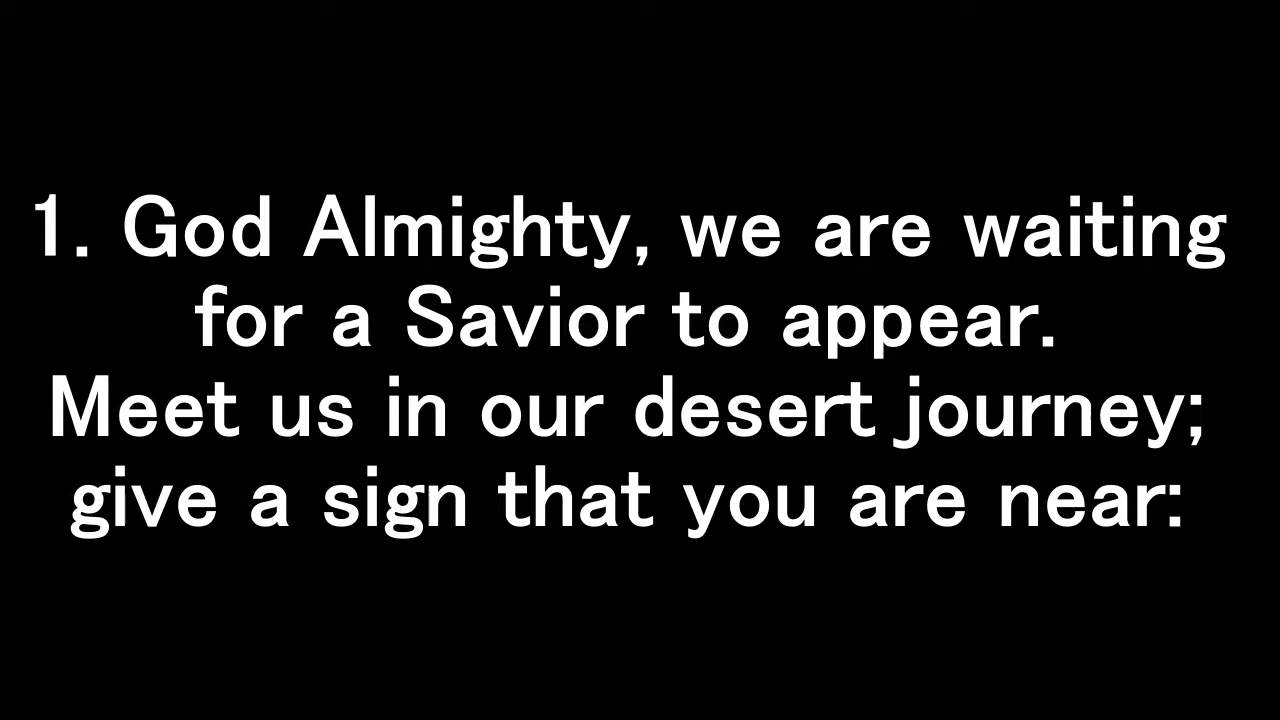 1. God Almighty, we are waiting
for a Savior to appear.
Meet us in our desert journey;
give a sign that you are near: